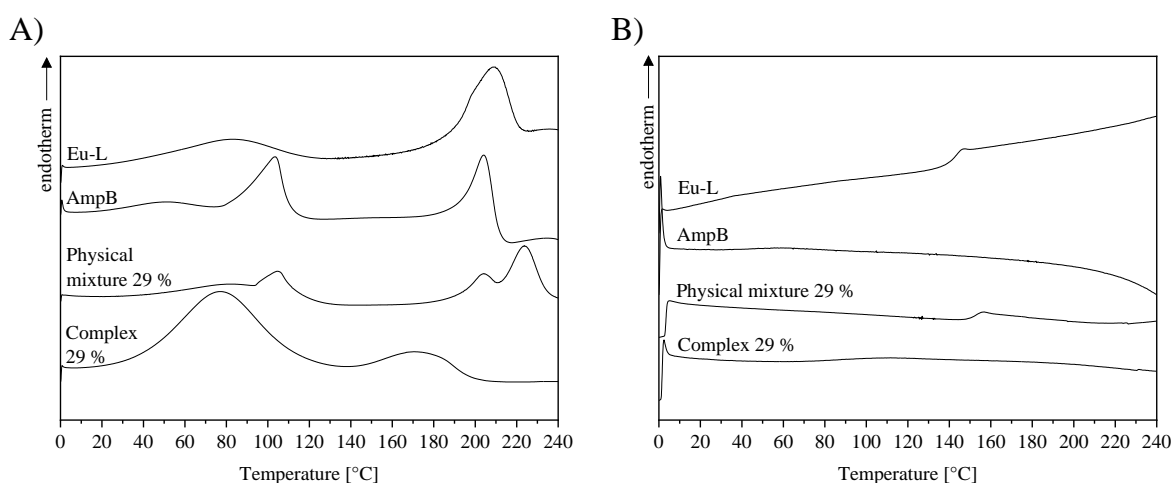 A)
endotherm
Eu-L
AmpB
Physical
mixture 29 %
Complex
29 %
0 20 40 60 80 100 120 140 160 180 200 220 240
Temperature [°C]
B)
endotherm
Eu-L
AmpB
Physical mixture 29 %
Complex 29 %
0 20 40 60 80 100 120 140 160 180 200 220 240
Temperature [°C]